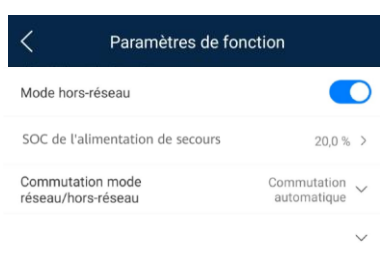 Paramètres de fonction
Mode hors-réseau
SOC de l'alimentation de secours 20,0 %
Commutation mode réseau/hors-réseau
Commutation automatique